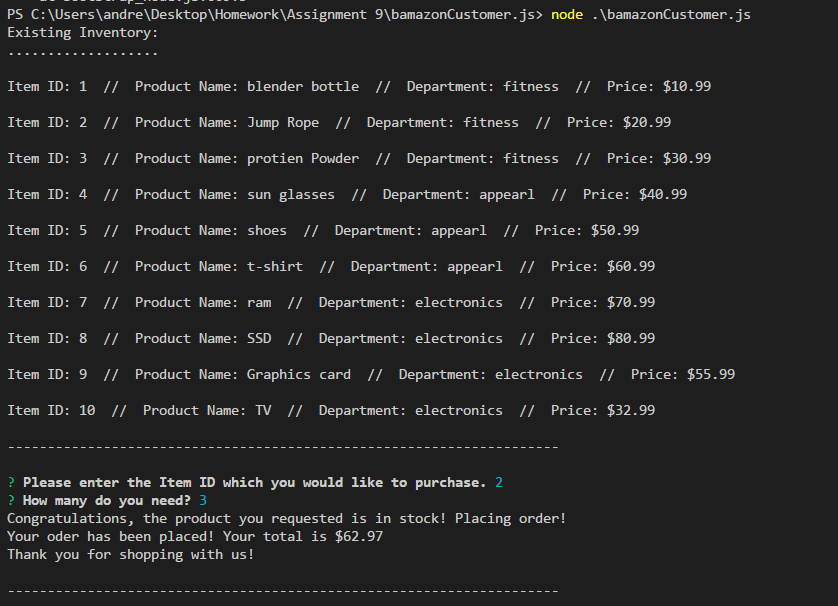 PS C:\Users\andre\Desktop\Homework\Assignment 9\bamazonCustomer.js> node .\bamazonCustomer.js
Existing Inventory:
...................
Item ID: 1  //  Product Name: blender bottle  //  Department: fitness  //  Price: $10.99
Item ID: 2  //  Product Name: Jump Rope  //  Department: fitness  //  Price: $20.99
Item ID: 3  //  Product Name: protien Powder  //  Department: fitness  //  Price: $30.99
Item ID: 4  //  Product Name: sun glasses  //  Department: appearl  //  Price: $40.99
Item ID: 5  //  Product Name: shoes  //  Department: appearl  //  Price: $50.99
Item ID: 6  //  Product Name: t-shirt  //  Department: appearl  //  Price: $60.99
Item ID: 7  //  Product Name: ram  //  Department: electronics  //  Price: $70.99
Item ID: 8  //  Product Name: SSD  //  Department: electronics  //  Price: $80.99
Item ID: 9  //  Product Name: Graphics card  //  Department: electronics  //  Price: $55.99
Item ID: 10  //  Product Name: TV  //  Department: electronics  //  Price: $32.99
---------------------------------------------------------------------
? Please enter the Item ID which you would like to purchase. 2
? How many do you need? 3
Congratulations, the product you requested is in stock! Placing order!
Your oder has been placed! Your total is $62.97
Thank you for shopping with us!
---------------------------------------------------------------------